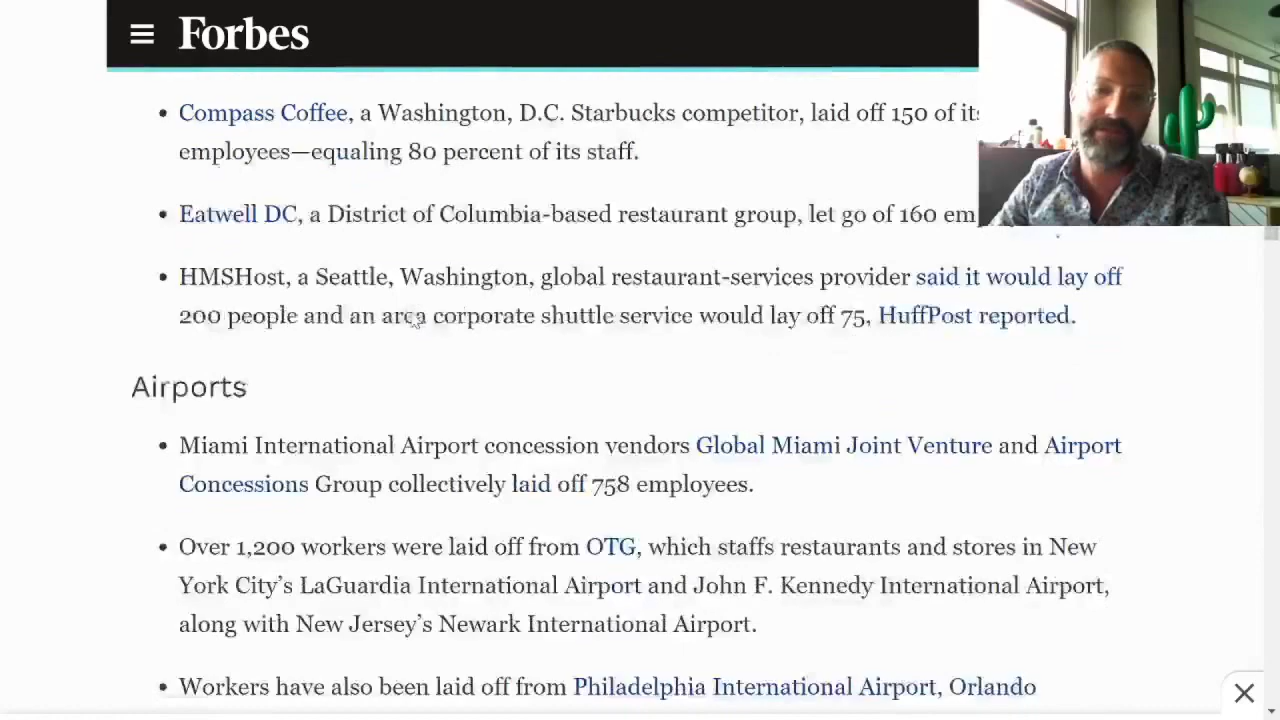 Forbes
Compass Coffee, a Washington, D.C. Starbucks competitor, laid off 150 of its
employees—equaling 80 percent of its staff.
Eatwell DC, a District of Columbia-based restaurant group, let go of 160
HMSHost, a Seattle, Washington, global restaurant-services provider said it would lay off
200 people and an area corporate shuttle service would lay off 75, HuffPost reported.
Airports
Miami International Airport concession vendors Global Miami Joint Venture and Airport
Concessions Group collectively laid off 758 employees.
Over 1,200 workers were laid off from OTG, which staffs restaurants and stores in New
York City's LaGuardia International Airport and John F. Kennedy International Airport,
along with New Jersey's Newark International Airport.
Workers have also been laid off from Philadelphia International Airport, Orlando